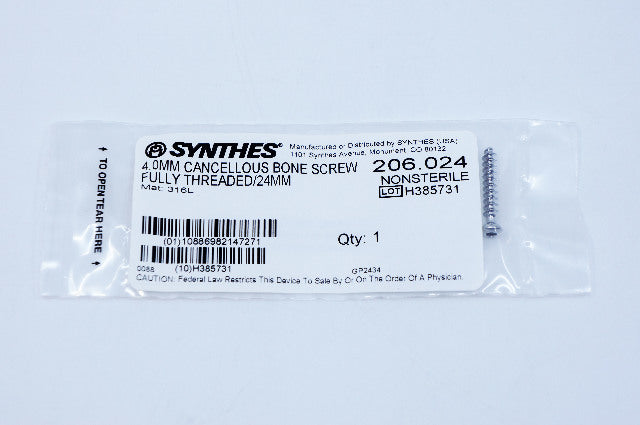 SYNTHES®
Manufactured or Distributed by SYNTHES (USA)
1101 Synthes Avenue, Monument, CO 80132
4.0MM CANCELLOUS BONE SCREW
FULLY THREADED/24MM
Mat: 316L
206.024
NONSTERILE
LOT H385731
(01)10886982147271
Qty: 1
0088
(10)H385731
GP2434
CAUTION: Federal Law Restricts This Device To Sale By Or On The Order Of A Physician.
TO OPEN TEAR HERE